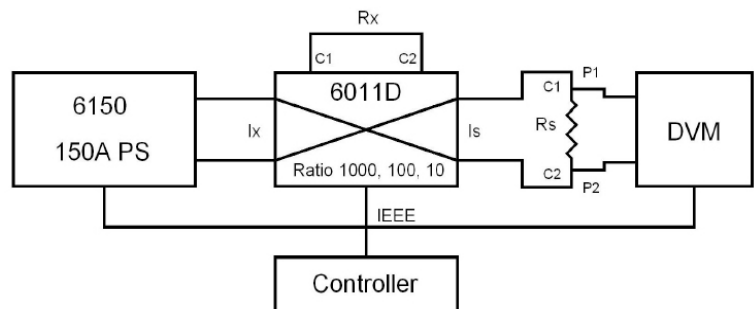 Rx
C1 C2
6150
150A PS
Ix
6011D
Ratio 1000, 100, 10
Is
C1
Rs
C2
P1
P2
DVM
IEEE
Controller